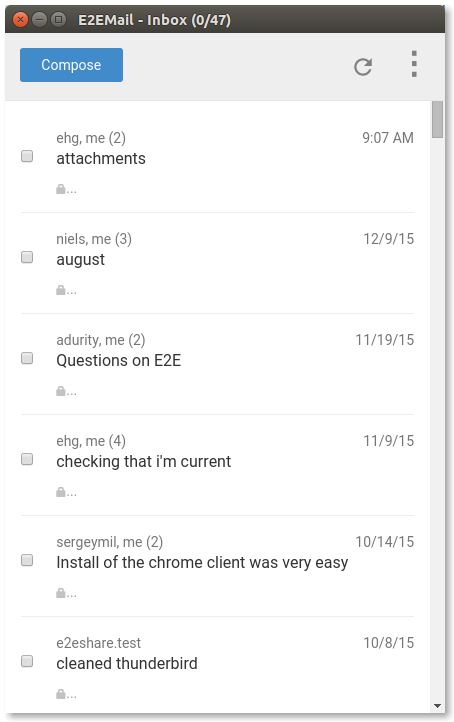 E2EMail - Inbox (0/47)
Compose
ehg, me (2) 9:07 AM
attachments
...
niels, me (3) 12/9/15
august
...
adurity, me (2) 11/19/15
Questions on E2E
...
ehg, me (4) 11/9/15
checking that i'm current
...
sergeymil, me (2) 10/14/15
Install of the chrome client was very easy
...
e2eshare.test 10/8/15
cleaned thunderbird
...